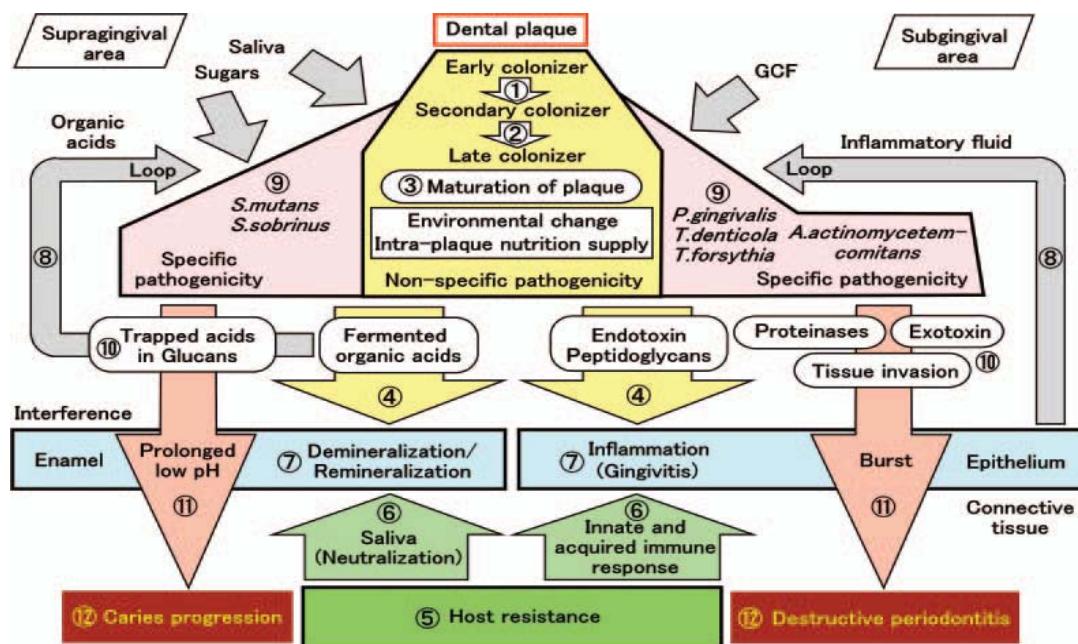 Supragingival
area
Saliva
Sugars
Dental plaque
GCF
Subgingival
area
Early colonizer
①
Secondary colonizer
②
Late colonizer
③ Maturation of plaque
Environmental change
Intra-plaque nutrition supply
Non-specific pathogenicity
Organic
acids
Loop
⑧
⑨
S.mutans
S.sobrinus
Specific
pathogenicity
Inflammatory fluid
Loop
⑧
⑨
P.gingivalis
T.denticola
T.forsythia
A.actinomycetem-
comitans
Specific pathogenicity
⑩ Trapped acids
in Glucans
Fermented
organic acids
④
Endotoxin
Peptidoglycans
④
Proteinases
Exotoxin
Tissue invasion ⑩
Interference
Enamel
Prolonged
low pH
⑪
⑦ Demineralization/
Remineralization
⑦ Inflammation
(Gingivitis)
Burst
⑪
Epithelium
Connective
tissue
⑥
Saliva
(Neutralization)
⑥
Innate and
acquired immune
response
⑫ Caries progression
⑤ Host resistance
⑫ Destructive periodontitis